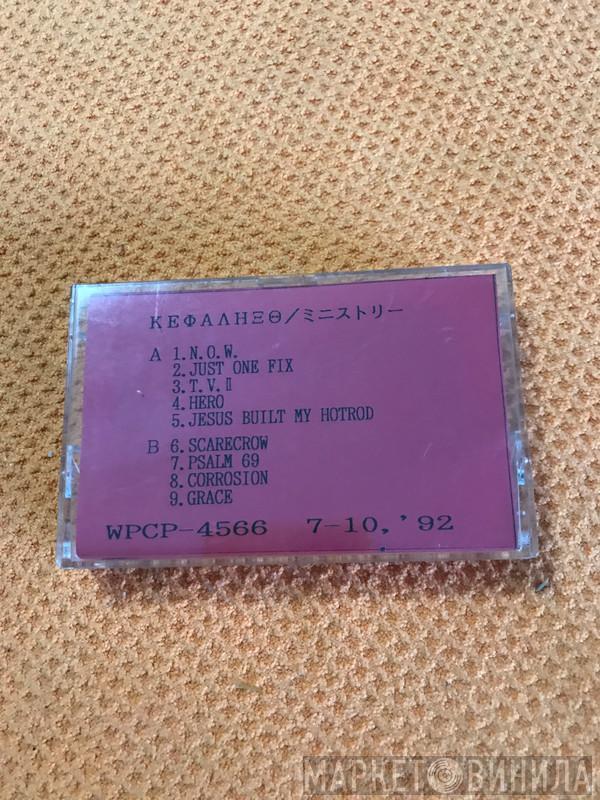 ΚΕΦΑΛΗΞΘ/ミニストリー
A 1.N.O.W.
2.JUST ONE FIX
3.T.V.Ⅱ
4.HERO
5.JESUS BUILT MY HOTROD
B 6.SCARECROW
7.PSALM 69
8.CORROSION
9.GRACE
WPCP-4566 7-10,'92
МАРКЕТ ВИНИЛА